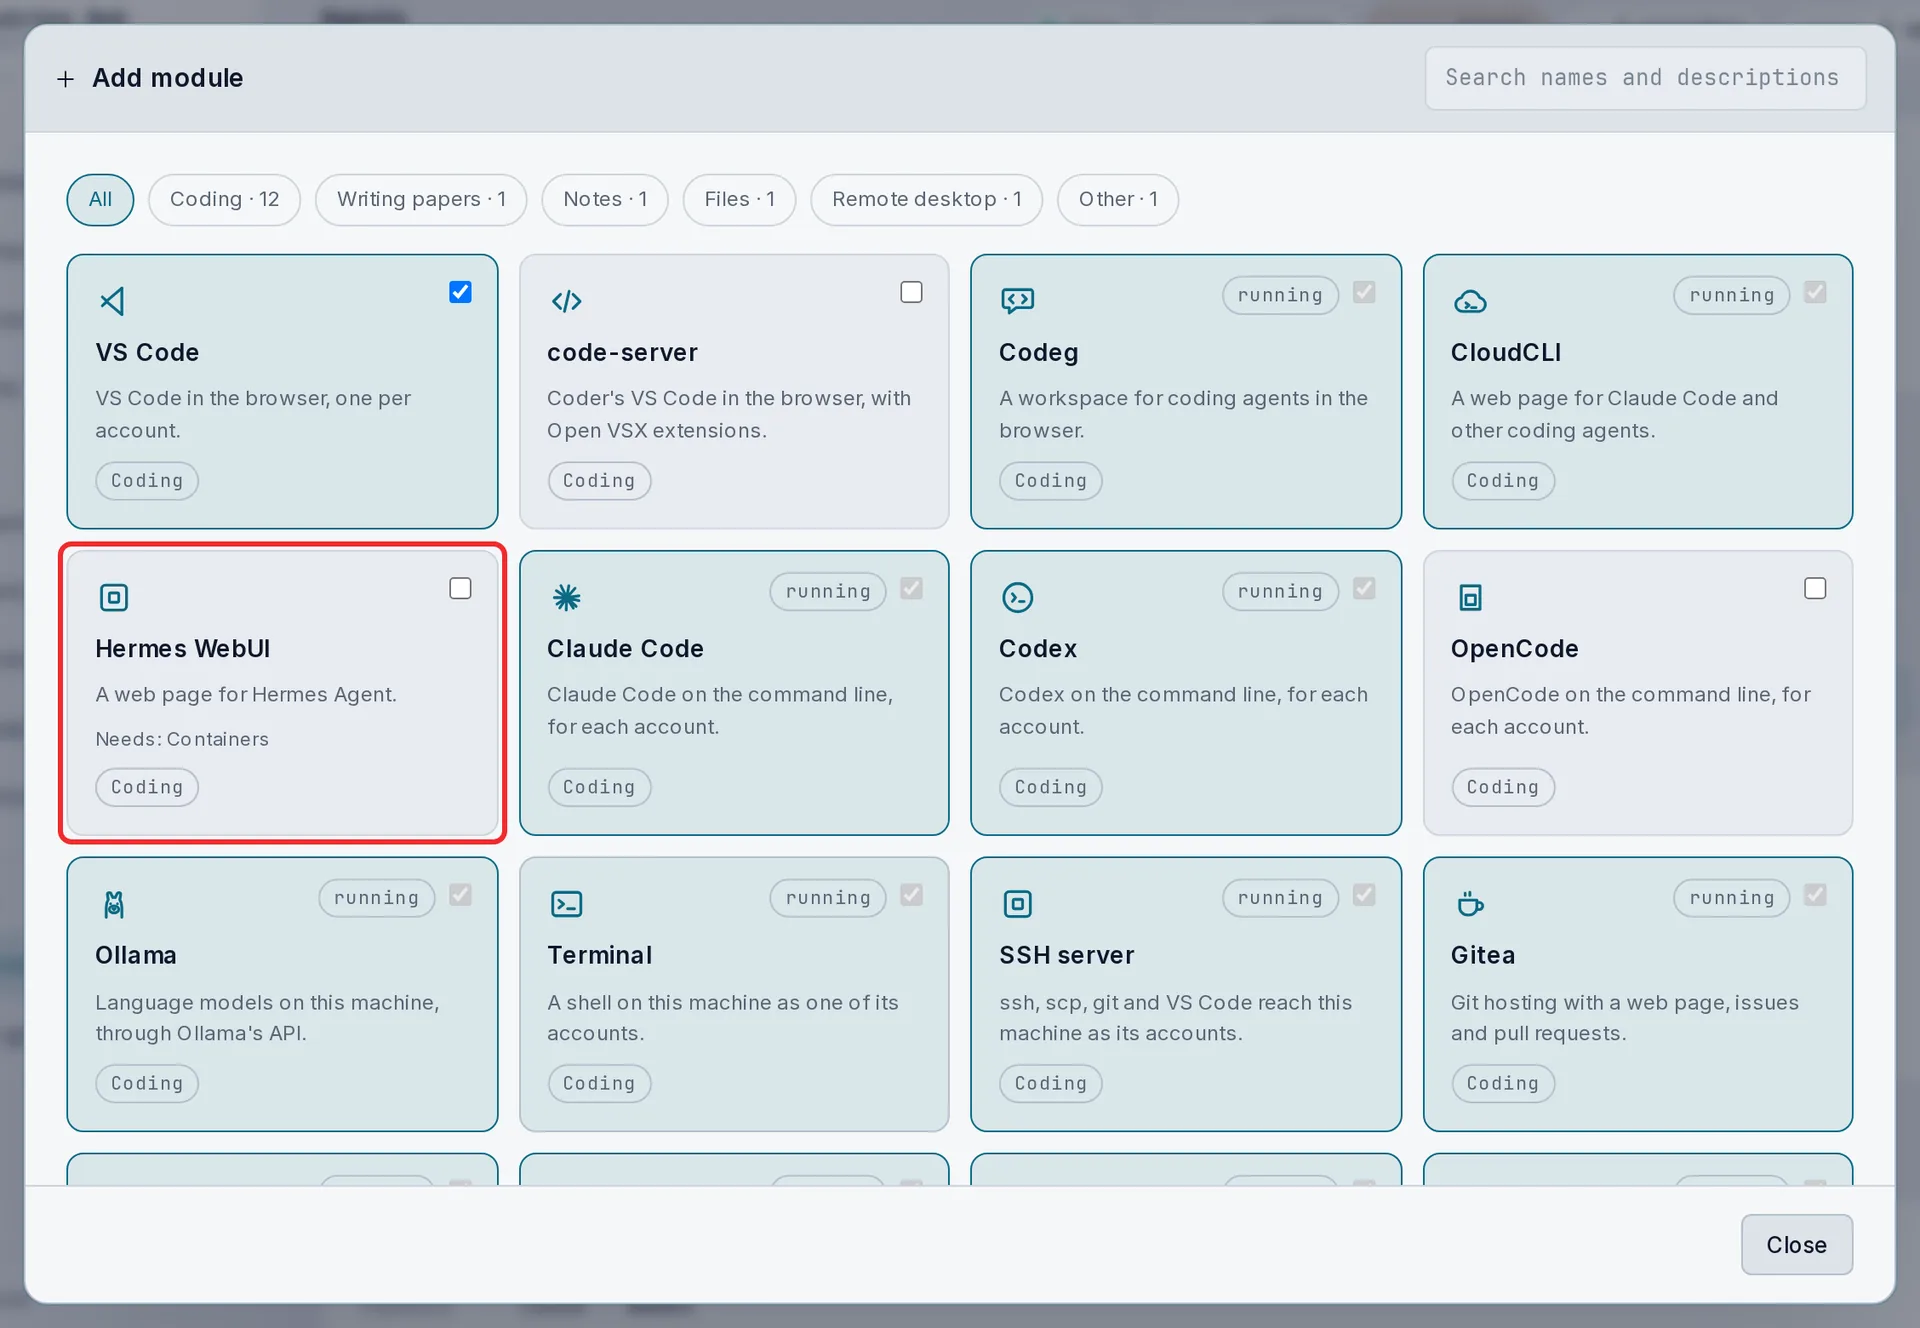 + Add module
Search names and descriptions
All
Coding · 12
Writing papers · 1
Notes · 1
Files · 1
Remote desktop · 1
Other · 1
VS Code
VS Code in the browser, one per
account.
Coding
code-server
Coder's VS Code in the browser, with
Open VSX extensions.
Coding
running
Codeg
A workspace for coding agents in the
browser.
Coding
running
CloudCLI
A web page for Claude Code and
other coding agents.
Coding
Hermes WebUI
A web page for Hermes Agent.
Needs: Containers
Coding
running
Claude Code
Claude Code on the command line,
for each account.
Coding
running
Codex
Codex on the command line, for each
account.
Coding
OpenCode
OpenCode on the command line, for
each account.
Coding
running
Ollama
Language models on this machine,
through Ollama's API.
Coding
running
Terminal
A shell on this machine as one of its
accounts.
Coding
running
SSH server
ssh, scp, git and VS Code reach this
machine as its accounts.
Coding
running
Gitea
Git hosting with a web page, issues
and pull requests.
Coding
Close